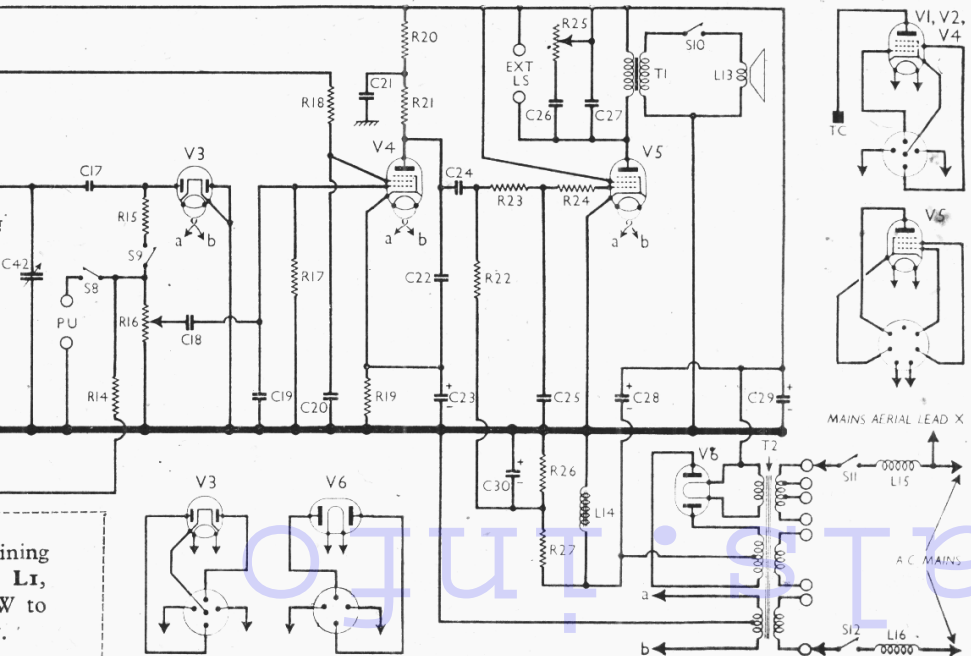 R20
R25
S10
V1, V2,
V4
EXT
LS
T1
L13
C21
R18
R21
C26
C27
TC
V4
V3
V5
C17
C24
R15
R23
R24
a b
a b
a b
V5
S9
C42
S8
R17
C22
R22
PU
R16
C18
R14
C19
C20
R19
C23
C25
C28
C29
+
-
+
-
+
-
MAINS AERIAL LEAD X
T2
V6
S11
L15
C30
+
-
R26
L14
V3
V6
R27
A C MAINS
ining
L1,
W to
a
b
S12
L16